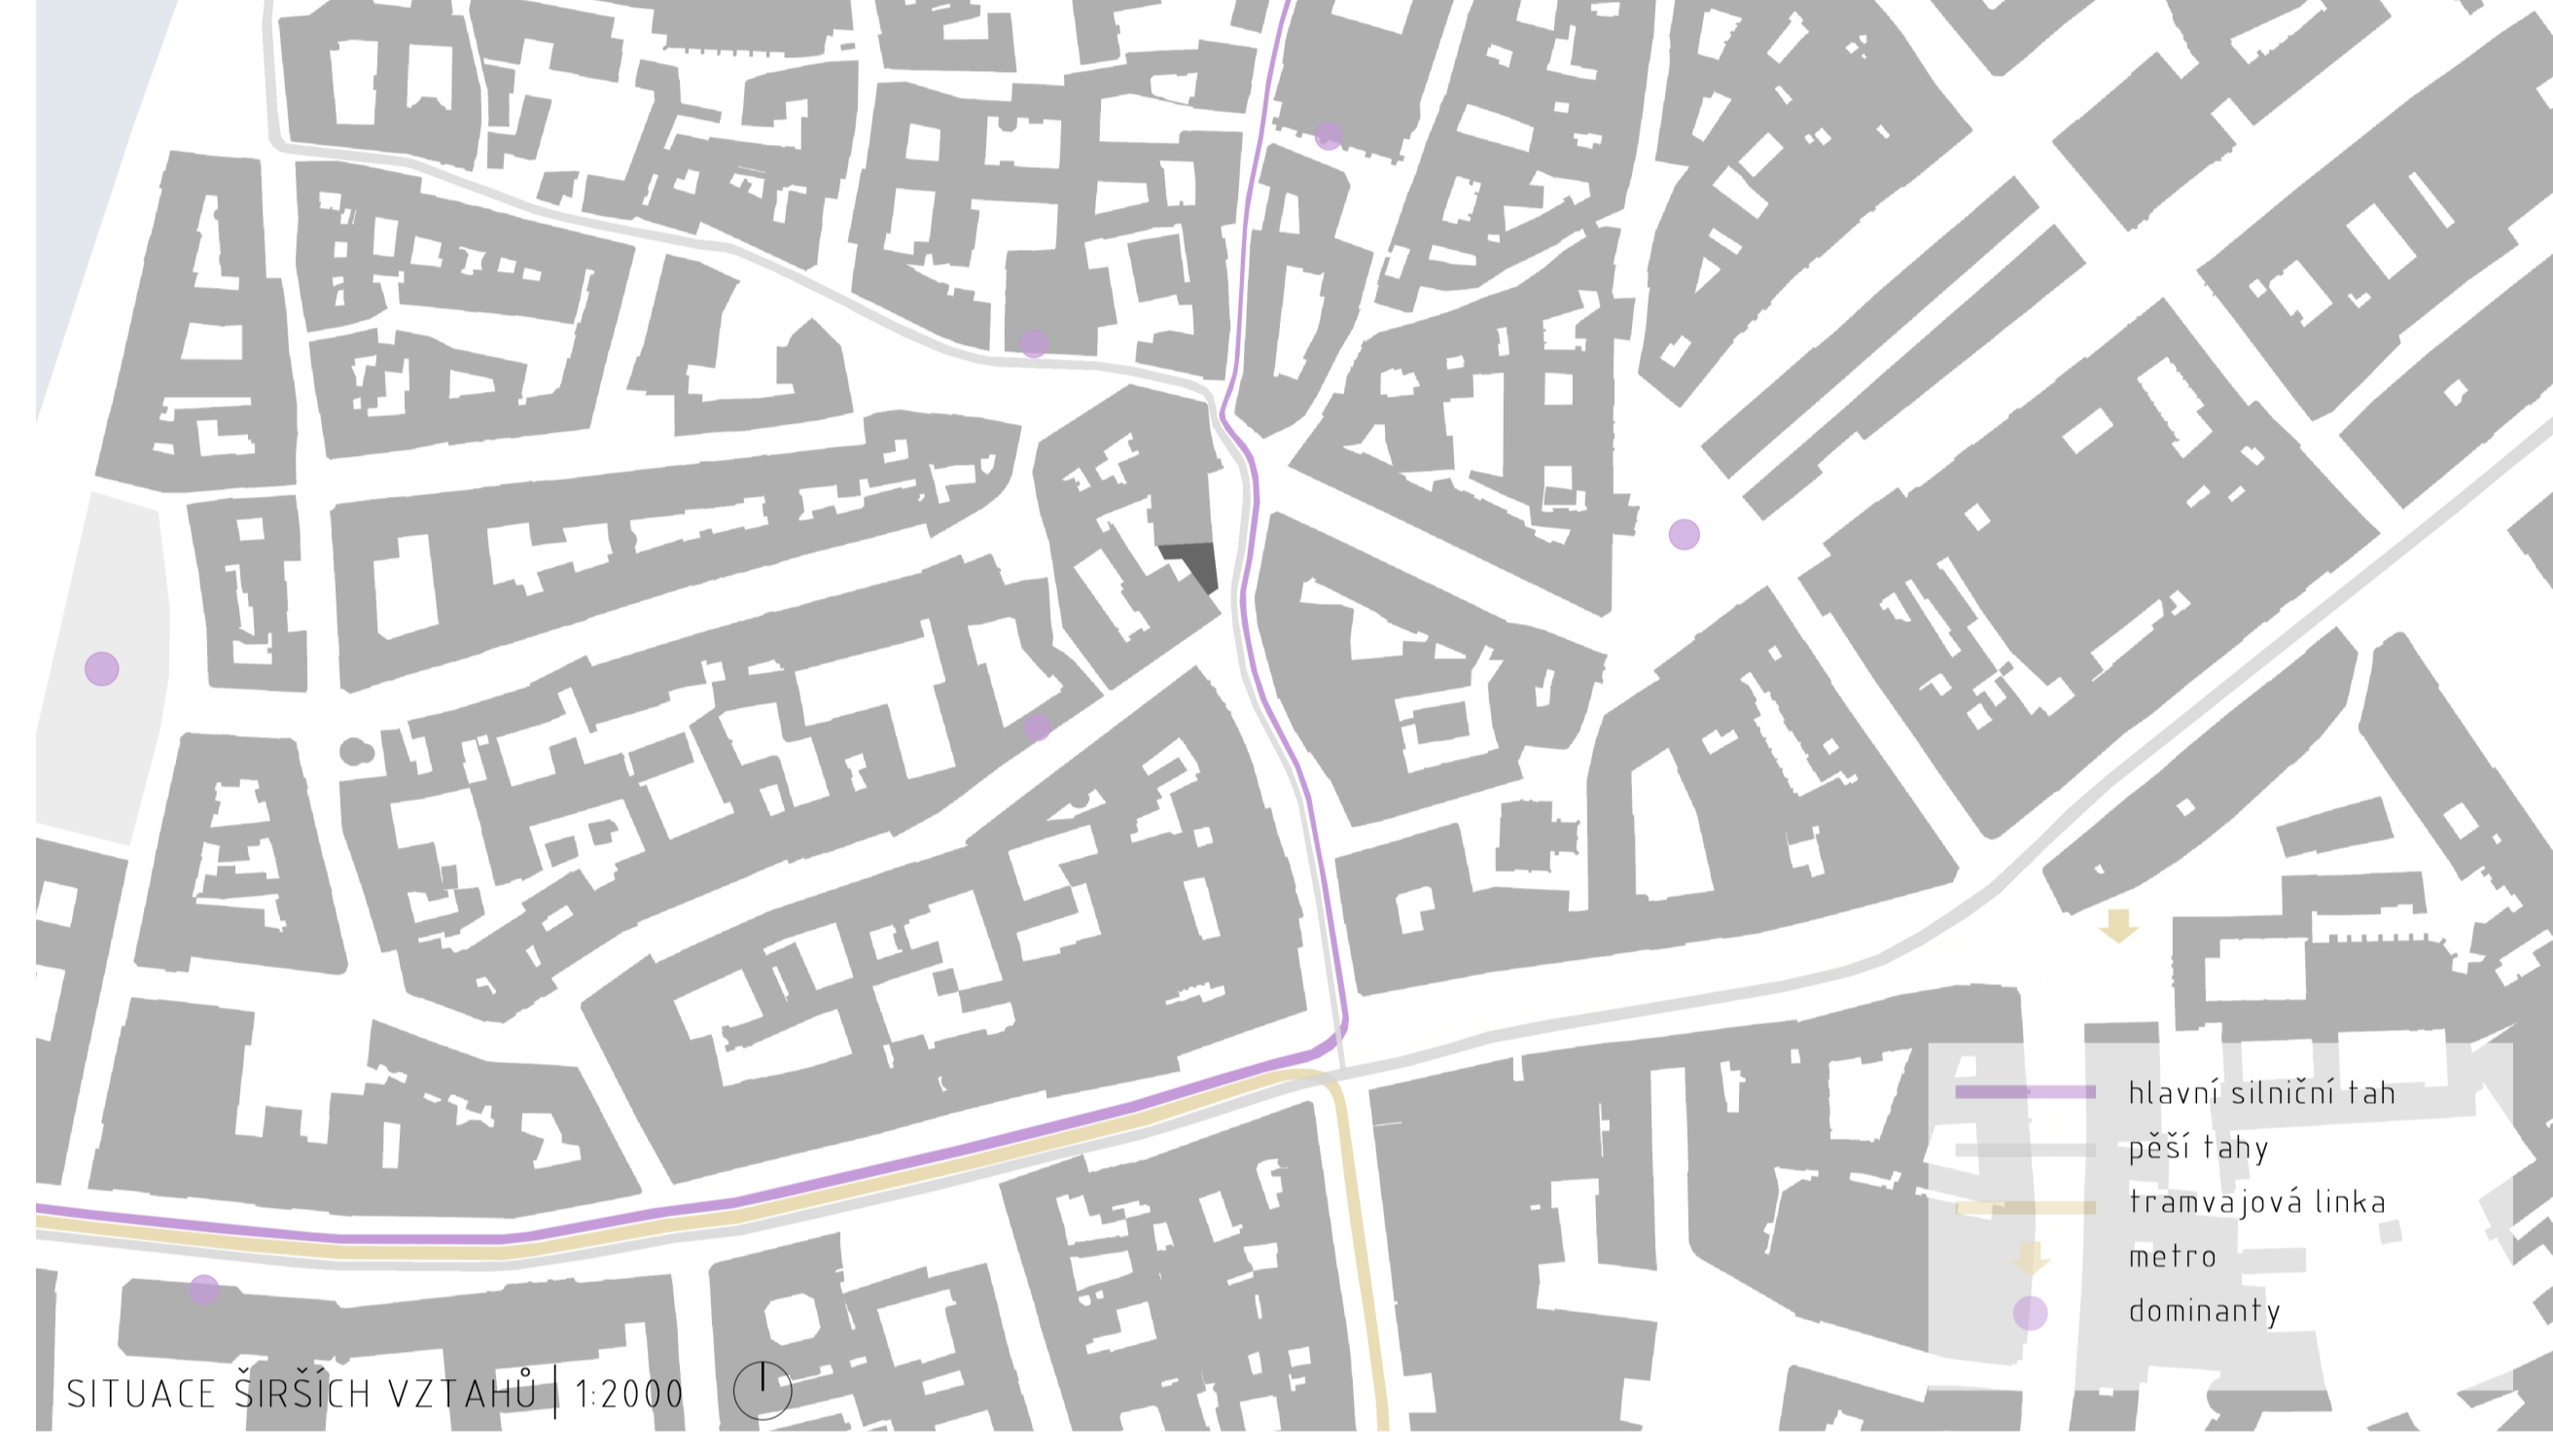 hlavní silniční tah
pěší tahy
tramvajová linka
metro
dominanty
SITUACE ŠIRŠÍCH VZTAHŮ | 1:2000